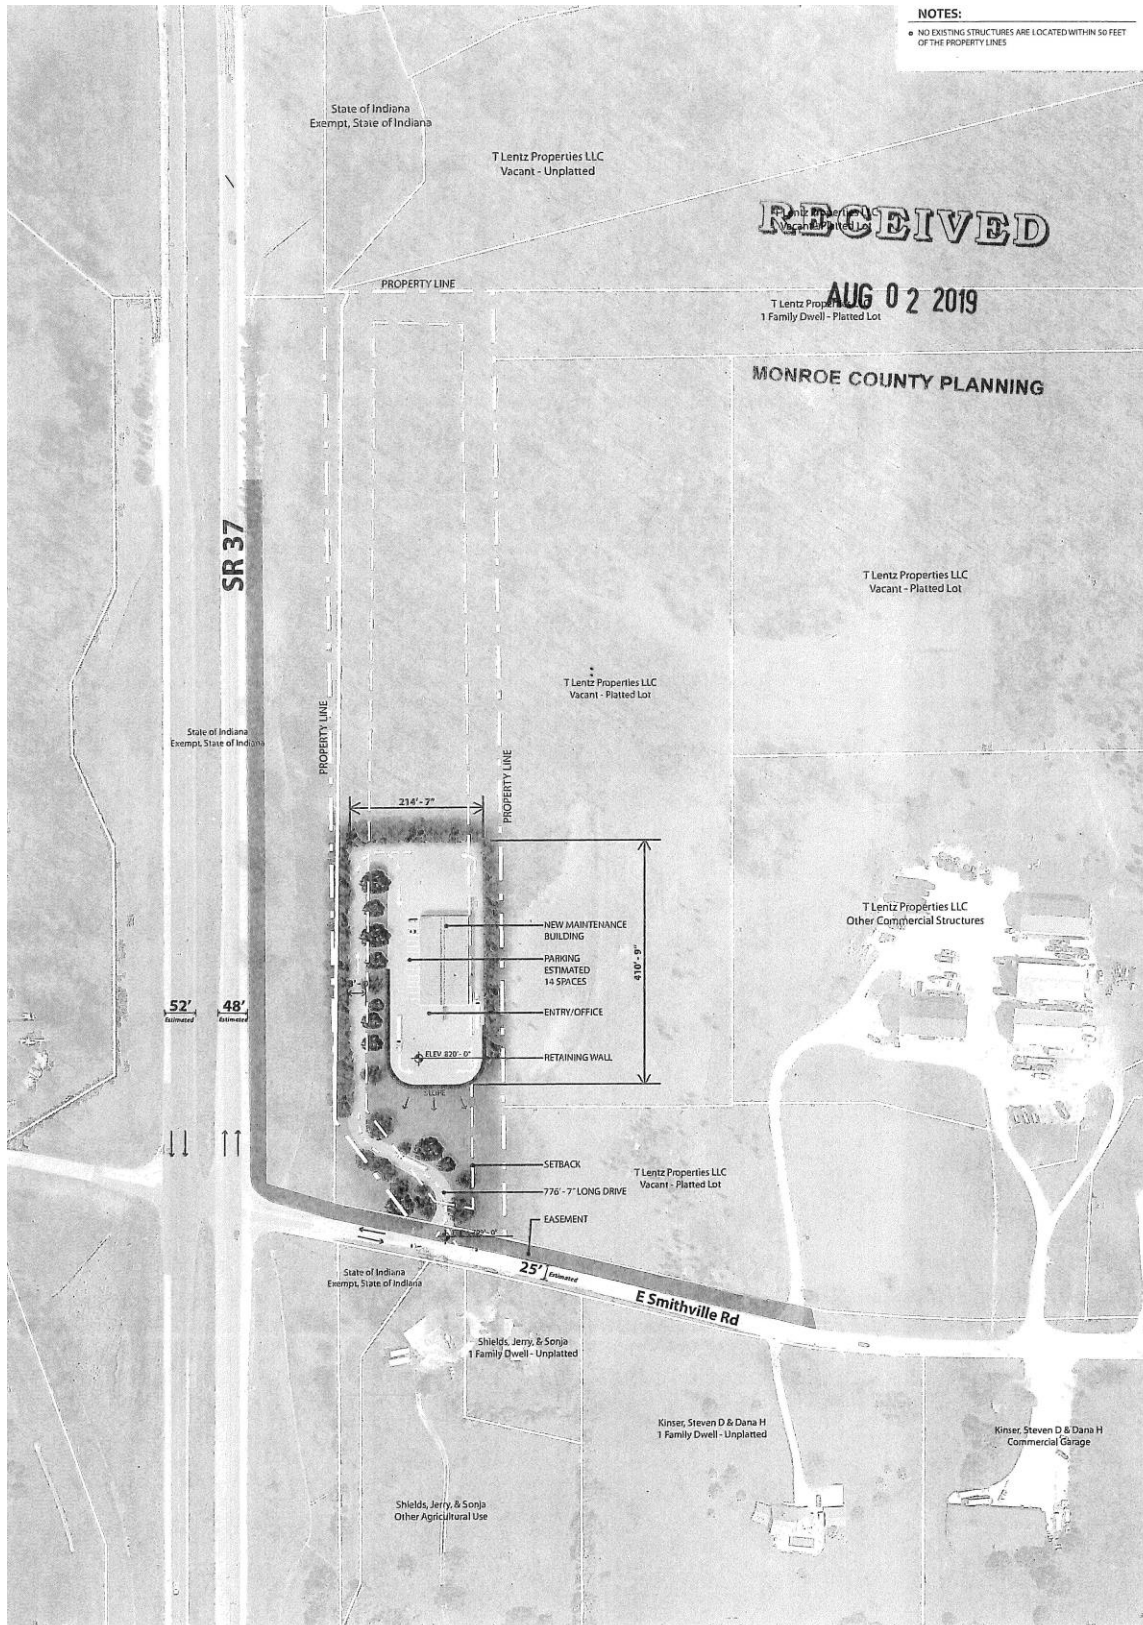 NOTES:
NO EXISTING STRUCTURES ARE LOCATED WITHIN 50 FEET
OF THE PROPERTY LINES
State of Indiana
Exempt, State of Indiana
T Lentz Properties LLC
Vacant - Unplatted
RECEIVED
Vacant - Platted Lot
PROPERTY LINE
AUG 02 2019
T Lentz Properties LLC
1 Family Dwell - Platted Lot
MONROE COUNTY PLANNING
SR 37
T Lentz Properties LLC
Vacant - Platted Lot
T Lentz Properties LLC
Vacant - Platted Lot
PROPERTY LINE
State of Indiana
Exempt, State of Indiana
PROPERTY LINE
214' - 7"
410' - 9"
T Lentz Properties LLC
Other Commercial Structures
NEW MAINTENANCE
BUILDING
PARKING
ESTIMATED
14 SPACES
52'
Estimated
48'
Estimated
ENTRY/OFFICE
ELEV 820' - 0"
RETAINING WALL
SLOPE
SETBACK
T Lentz Properties LLC
Vacant - Platted Lot
776' - 7" LONG DRIVE
EASEMENT
State of Indiana
Exempt, State of Indiana
25'
Estimated
E Smithville Rd
Shields, Jerry, & Sonja
1 Family Dwell - Unplatted
Kinser, Steven D & Dana H
1 Family Dwell - Unplatted
Kinser, Steven D & Dana H
Commercial Garage
Shields, Jerry, & Sonja
Other Agricultural Use